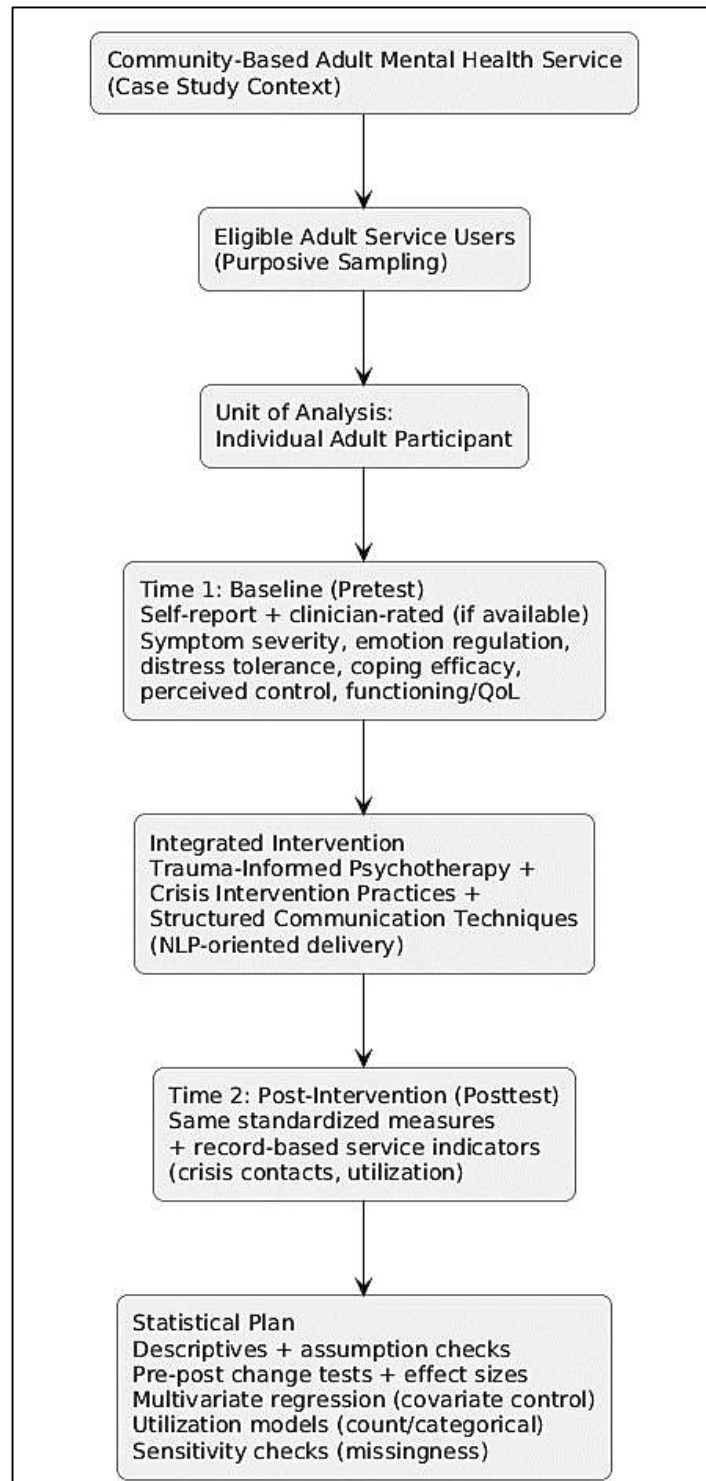 Community-Based Adult Mental Health Service
(Case Study Context)
Eligible Adult Service Users
(Purposive Sampling)
Unit of Analysis:
Individual Adult Participant
Time 1: Baseline (Pretest)
Self-report + clinician-rated (if available)
Symptom severity, emotion regulation,
distress tolerance, coping efficacy,
perceived control, functioning/QoL
Integrated Intervention
Trauma-Informed Psychotherapy +
Crisis Intervention Practices +
Structured Communication Techniques
(NLP-oriented delivery)
Time 2: Post-Intervention (Posttest)
Same standardized measures
+ record-based service indicators
(crisis contacts, utilization)
Statistical Plan
Descriptives + assumption checks
Pre-post change tests + effect sizes
Multivariate regression (covariate control)
Utilization models (count/categorical)
Sensitivity checks (missingness)